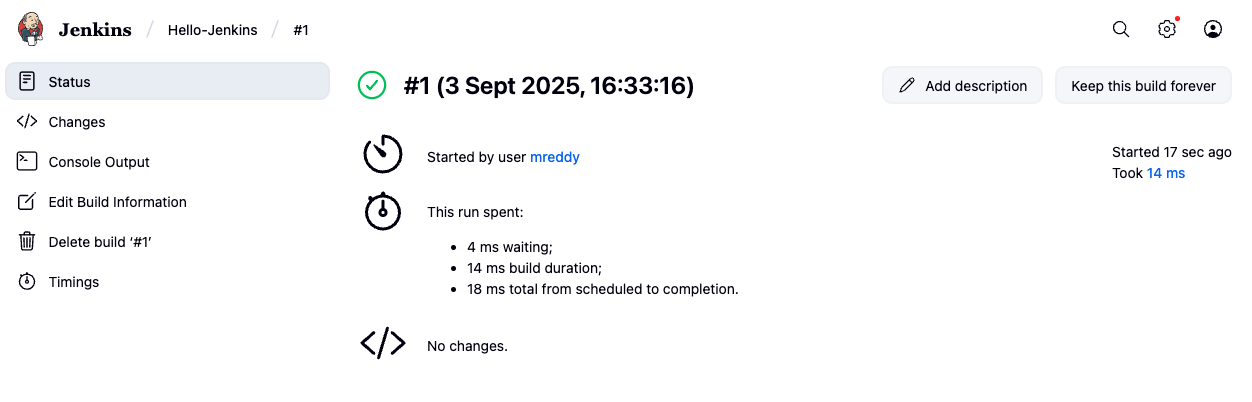 Jenkins / Hello-Jenkins / #1
Status
Changes
Console Output
Edit Build Information
Delete build ‘#1’
Timings
#1 (3 Sept 2025, 16:33:16)
Add description
Keep this build forever
Started by user mreddy
Started 17 sec ago
Took 14 ms
This run spent:
• 4 ms waiting;
• 14 ms build duration;
• 18 ms total from scheduled to completion.
No changes.